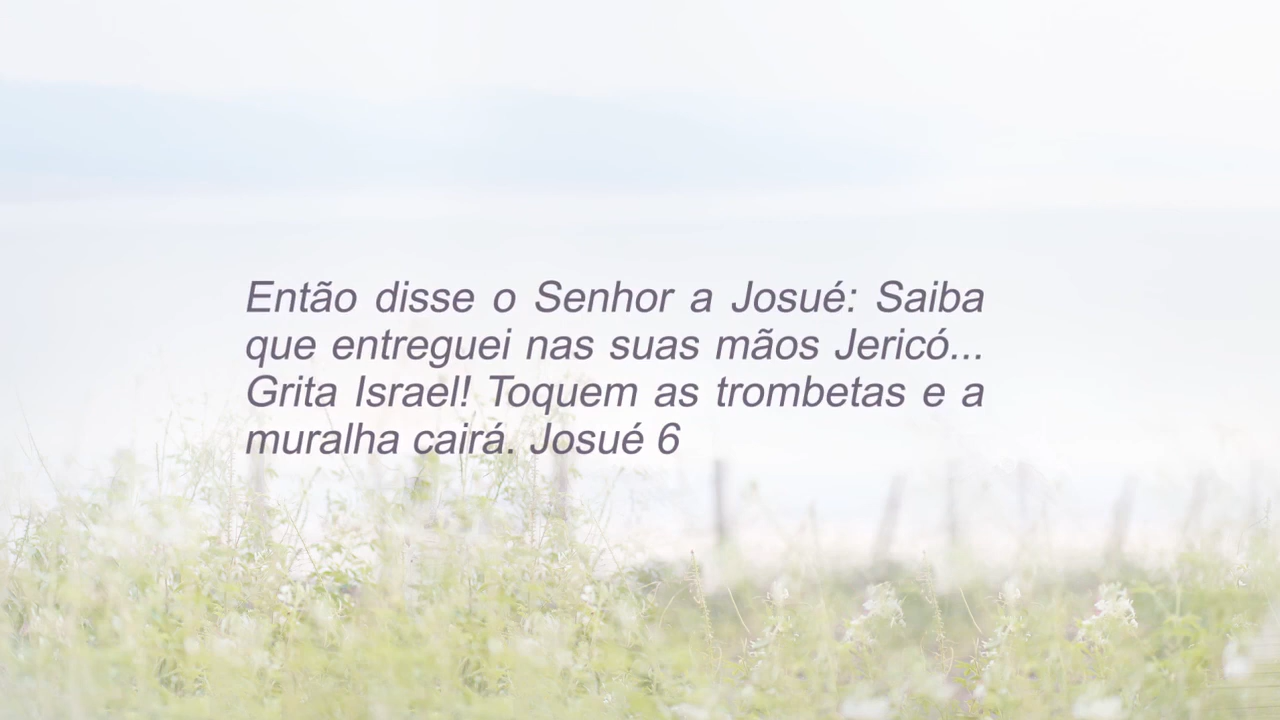 Então disse o Senhor a Josué: Saiba
que entreguei nas suas mãos Jericó...
Grita Israel! Toquem as trombetas e a
muralha cairá. Josué 6